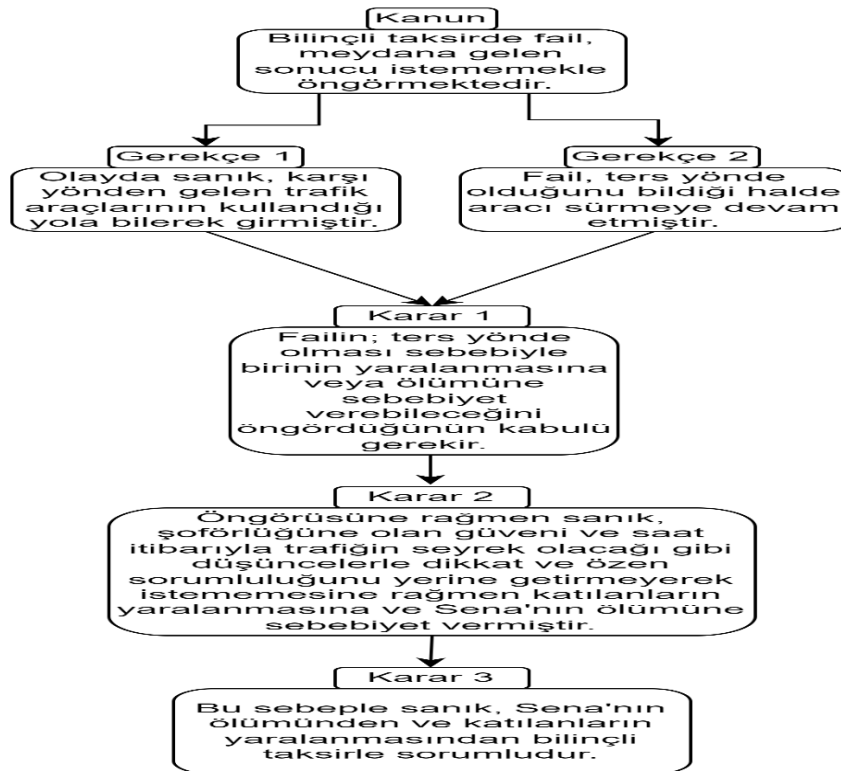 Kanun
Bilinçli taksirde fail,
meydana gelen
sonucu istememekle
öngörmektedir.
Gerekçe 1
Olayda sanık, karşı
yönden gelen trafik
araçlarının kullandığı
yola bilerek girmiştir.
Gerekçe 2
Fail, ters yönde
olduğunu bildiği halde
aracı sürmeye devam
etmiştir.
Karar 1
Failin; ters yönde
olması sebebiyle
birinin yaralanmasına
veya ölümüne
sebebiyet
verebileceğini
öngördüğünün kabulü
gerekir.
Karar 2
Öngörüsüne rağmen sanık,
şoförlüğüne olan güveni ve saat
itibarıyla trafiğin seyrek olacağı gibi
düşüncelerle dikkat ve özen
sorumluluğunu yerine getirmeyerek
istememesine rağmen katılanların
yaralanmasına ve Sena'nın ölümüne
sebebiyet vermiştir.
Karar 3
Bu sebeple sanık, Sena'nın
ölümünden ve katılanların
yaralanmasından bilinçli
taksirle sorumludur.